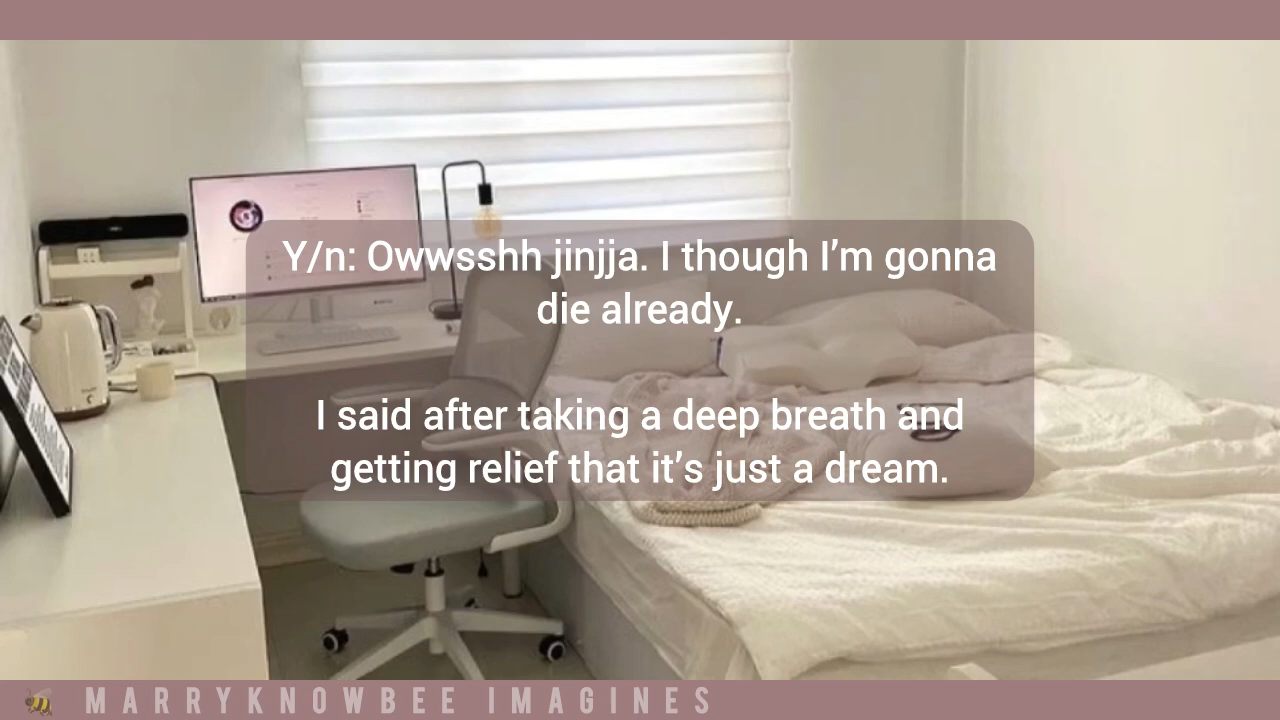 Y/n: Owwsshh jinjja. I though I'm gonna
die already.
I said after taking a deep breath and
getting relief that it's just a dream.
MARRYKNOWBEE IMAGINES